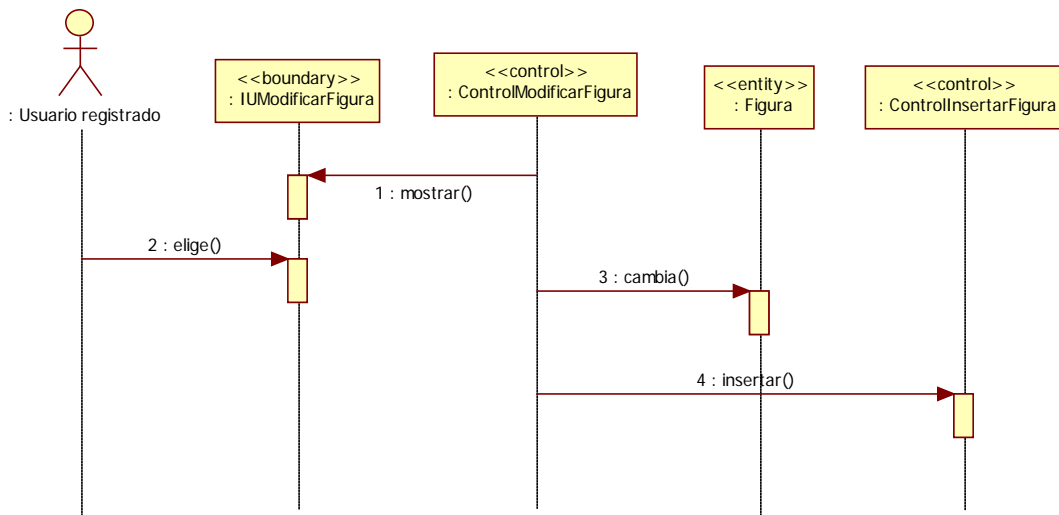 : Usuario registrado
<<boundary>>
: IUModificarFigura
<<control>>
: ControlModificarFigura
<<entity>>
: Figura
<<control>>
: ControlInsertarFigura
1 : mostrar()
2 : elige()
3 : cambia()
4 : insertar()